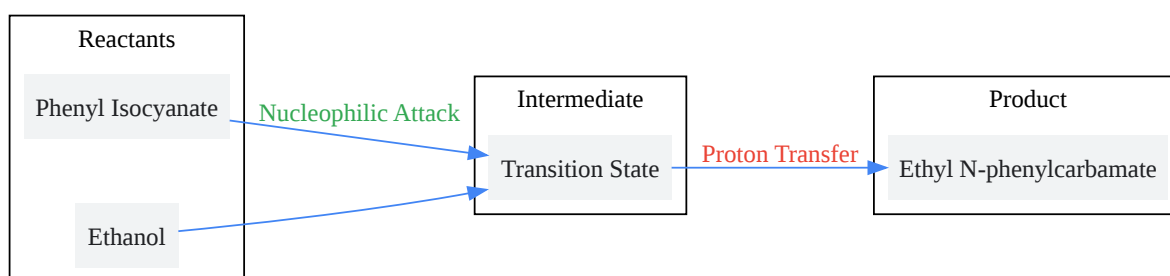 Reactants
Phenyl Isocyanate
Ethanol
Nucleophilic Attack
Intermediate
Transition State
Proton Transfer
Product
Ethyl N-phenylcarbamate